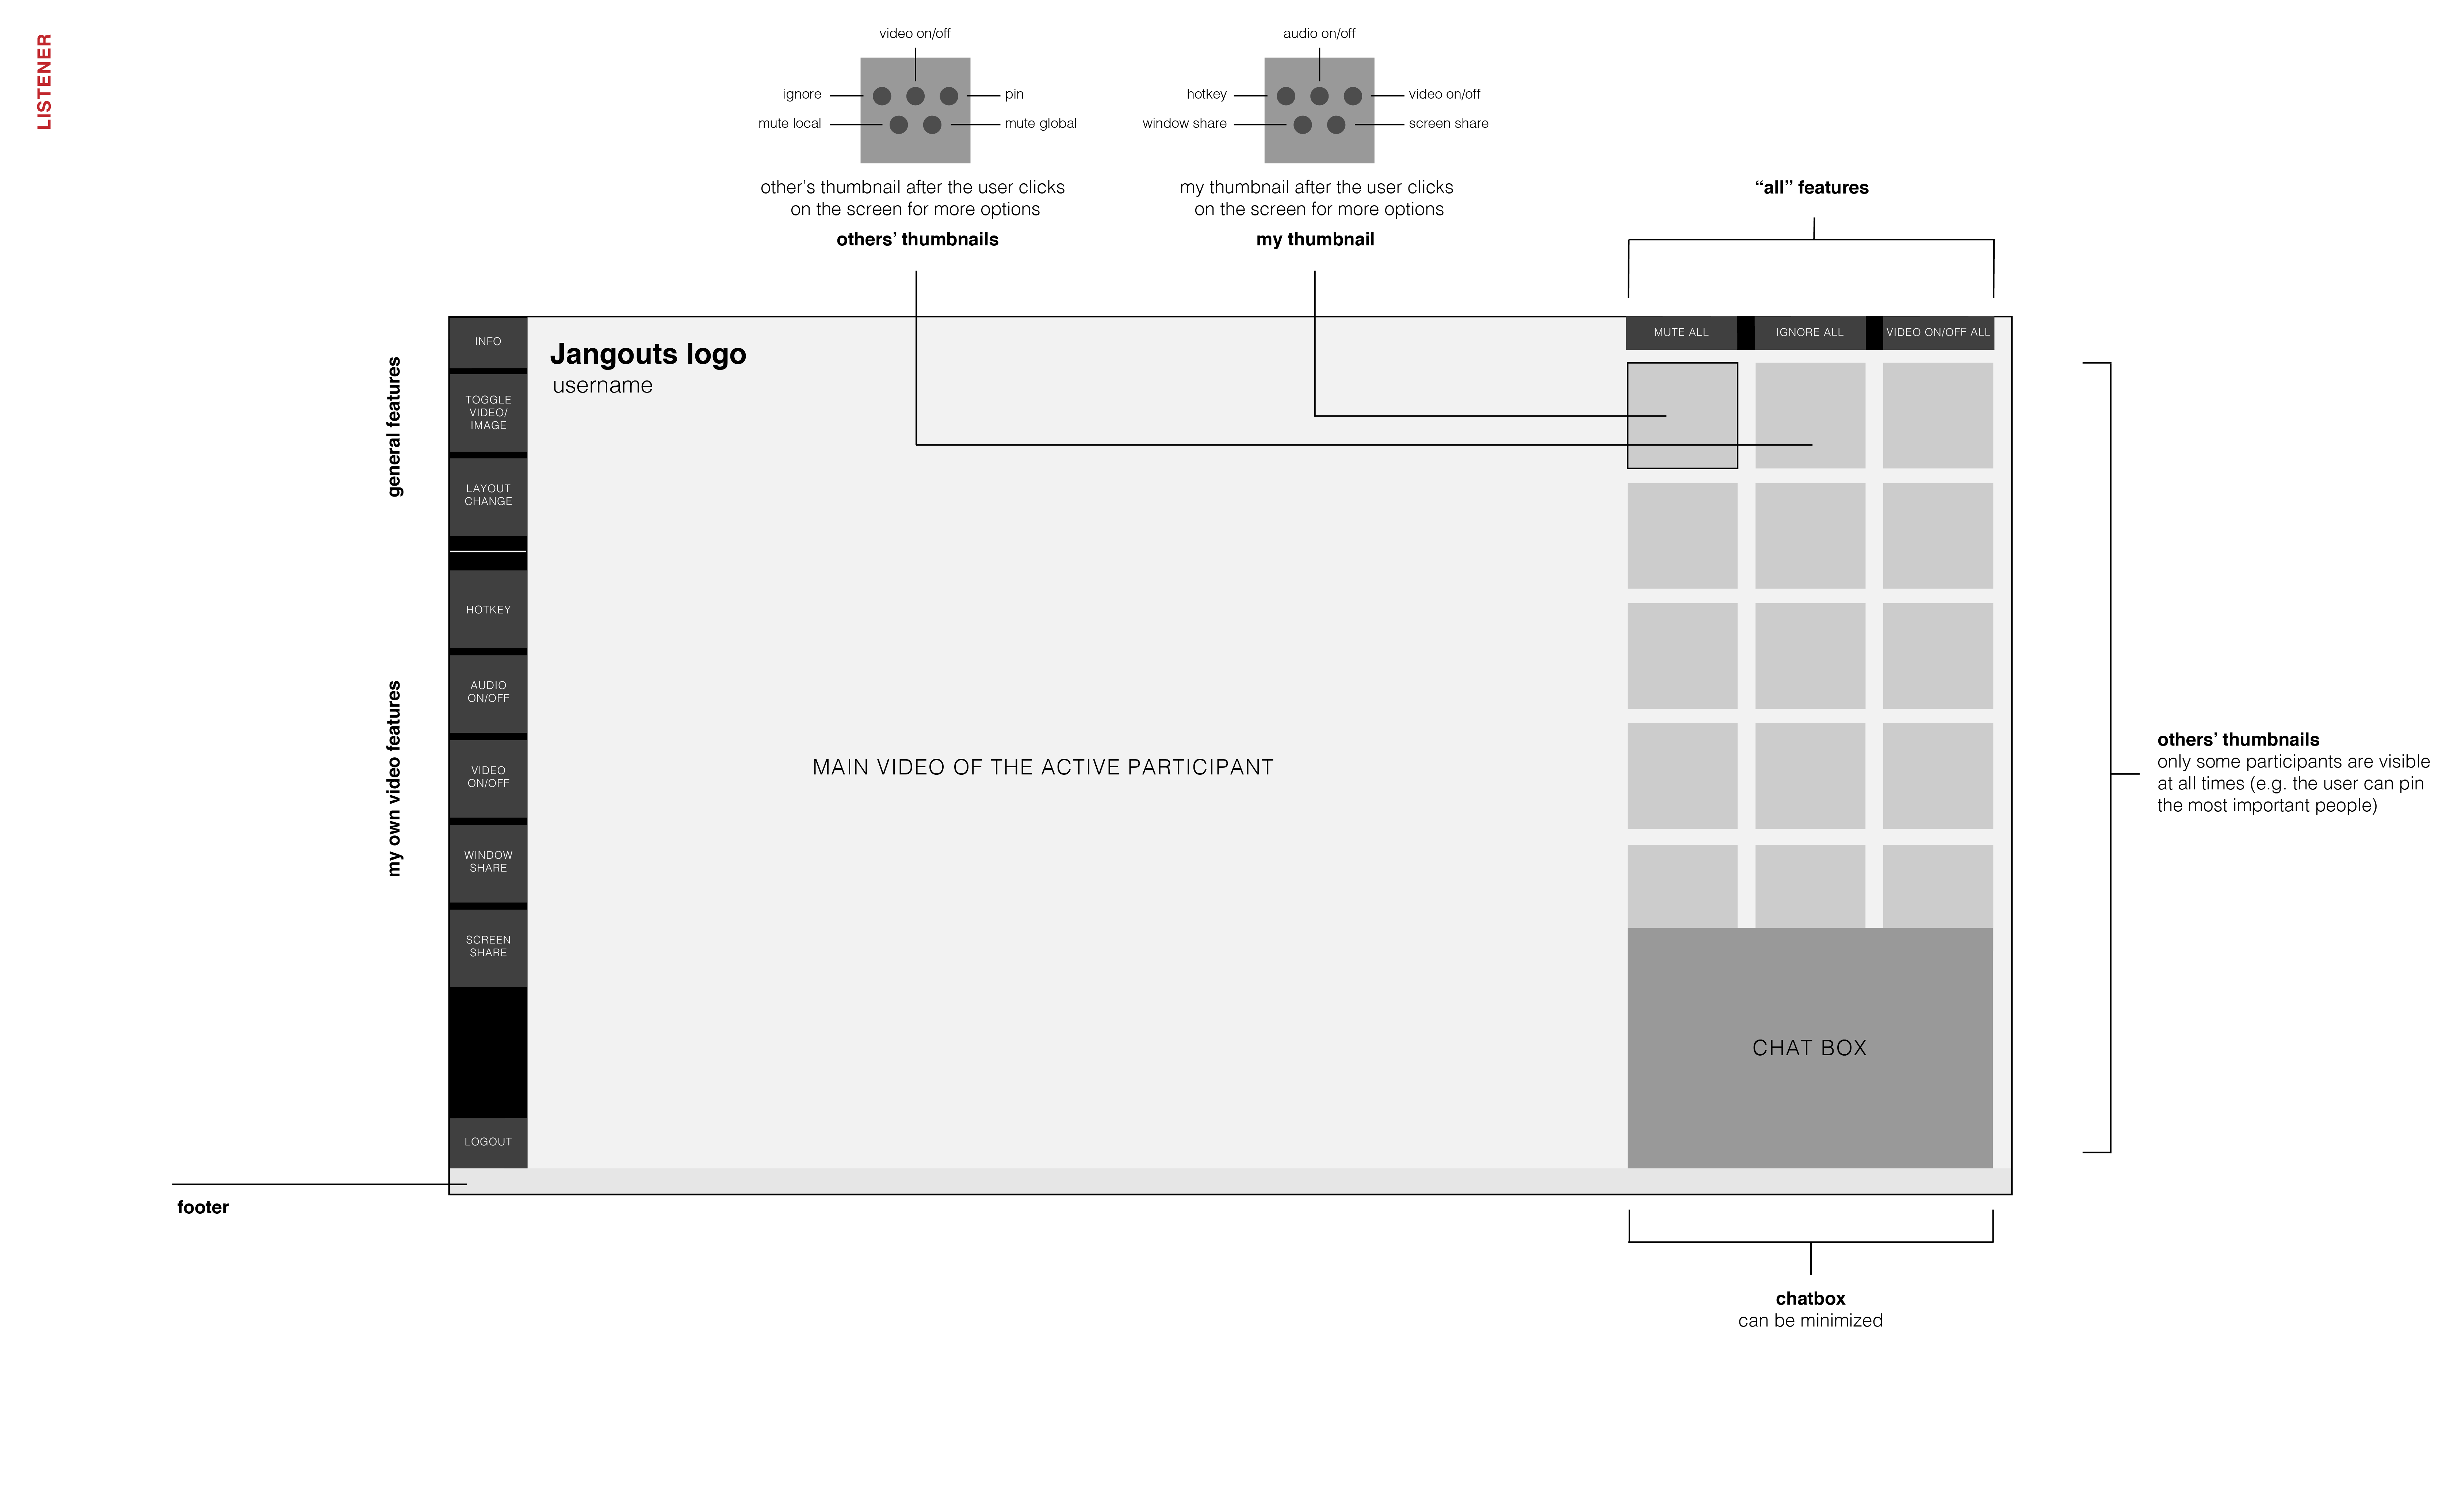 LISTENER
video on/off
ignore
pin
mute local
mute global
other’s thumbnail after the user clicks
on the screen for more options
others’ thumbnails
audio on/off
hotkey
video on/off
window share
screen share
my thumbnail after the user clicks
on the screen for more options
my thumbnail
“all” features
general features
my own video features
INFO
TOGGLE
VIDEO/
IMAGE
LAYOUT
CHANGE
HOTKEY
AUDIO
ON/OFF
VIDEO
ON/OFF
WINDOW
SHARE
SCREEN
SHARE
LOGOUT
Jangouts logo
username
MAIN VIDEO OF THE ACTIVE PARTICIPANT
MUTE ALL
IGNORE ALL
VIDEO ON/OFF ALL
CHAT BOX
others’ thumbnails
only some participants are visible
at all times (e.g. the user can pin
the most important people)
footer
chatbox
can be minimized